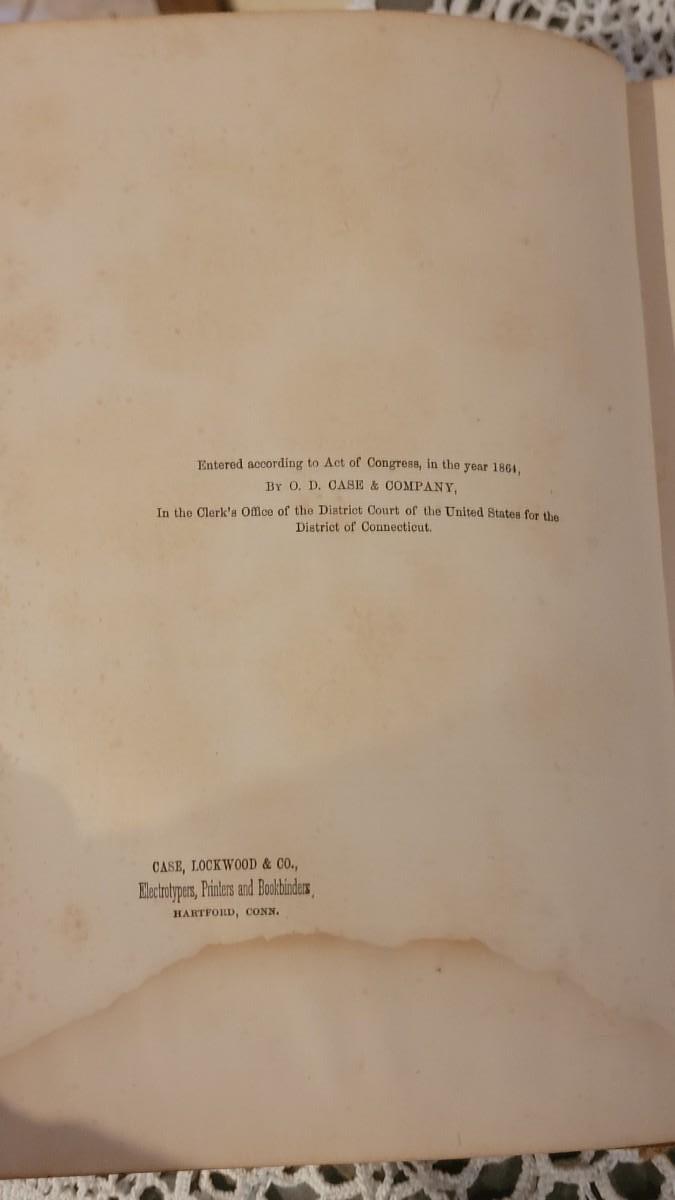 Entered according to Act of Congress, in the year 1864,
By O. D. CASE & COMPANY,
In the Clerk's Office of the District Court of the United States for the
District of Connecticut.
CASE, LOCKWOOD & CO.,
Electrotypers, Printers and Bookbinders,
HARTFORD, CONN.